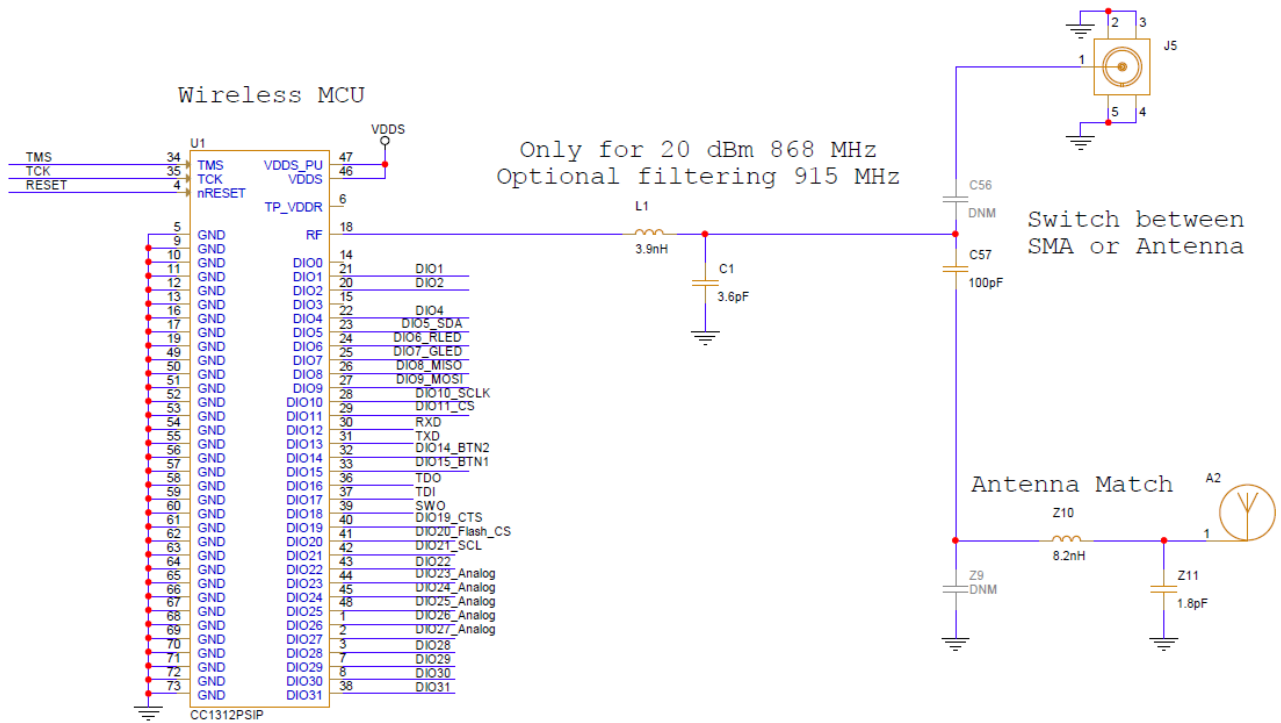 Wireless MCU
VDDS
U1
TMS 34 TMS VDDS_PU 47
TCK 35 TCK VDDS 46
RESET 4 nRESET
TP_VDDR 6
5 GND RF 18
9 GND
10 GND DIO0 14
11 GND DIO1 21 DIO1
12 GND DIO2 20 DIO2
13 GND DIO3 15
16 GND DIO4 22 DIO4
17 GND DIO5 23 DIO5_SDA
19 GND DIO6 24 DIO6_RLED
49 GND DIO7 25 DIO7_GLED
50 GND DIO8 26 DIO8_MISO
51 GND DIO9 27 DIO9_MOSI
52 GND DIO10 28 DIO10_SCLK
53 GND DIO11 29 DIO11_CS
54 GND DIO12 30 RXD
55 GND DIO13 31 TXD
56 GND DIO14 32 DIO14_BTN2
57 GND DIO15 33 DIO15_BTN1
58 GND DIO16 36 TDO
59 GND DIO17 37 TDI
60 GND DIO18 39 SWO
61 GND DIO19 40 DIO19_CTS
62 GND DIO20 41 DIO20_Flash_CS
63 GND DIO21 42 DIO21_SCL
64 GND DIO22 43 DIO22
65 GND DIO23 44 DIO23_Analog
66 GND DIO24 45 DIO24_Analog
67 GND DIO25 48 DIO25_Analog
68 GND DIO26 1 DIO26_Analog
69 GND DIO27 2 DIO27_Analog
70 GND DIO28 3 DIO28
71 GND DIO29 7 DIO29
72 GND DIO30 8 DIO30
73 GND DIO31 38 DIO31
CC1312PSIP
Only for 20 dBm 868 MHz
Optional filtering 915 MHz
L1
3.9nH
C1
3.6pF
2 3
J5
1
5 4
C56
DNM
Switch between
SMA or Antenna
C57
100pF
Antenna Match
A2
Z10
1
8.2nH
Z9
DNM
Z11
1.8pF